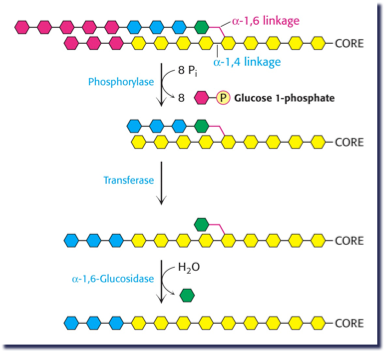 α-1,6 linkage
CORE
α-1,4 linkage
Phosphorylase
8 Pi
8 P Glucose 1-phosphate
CORE
Transferase
CORE
α-1,6-Glucosidase
H₂O
CORE